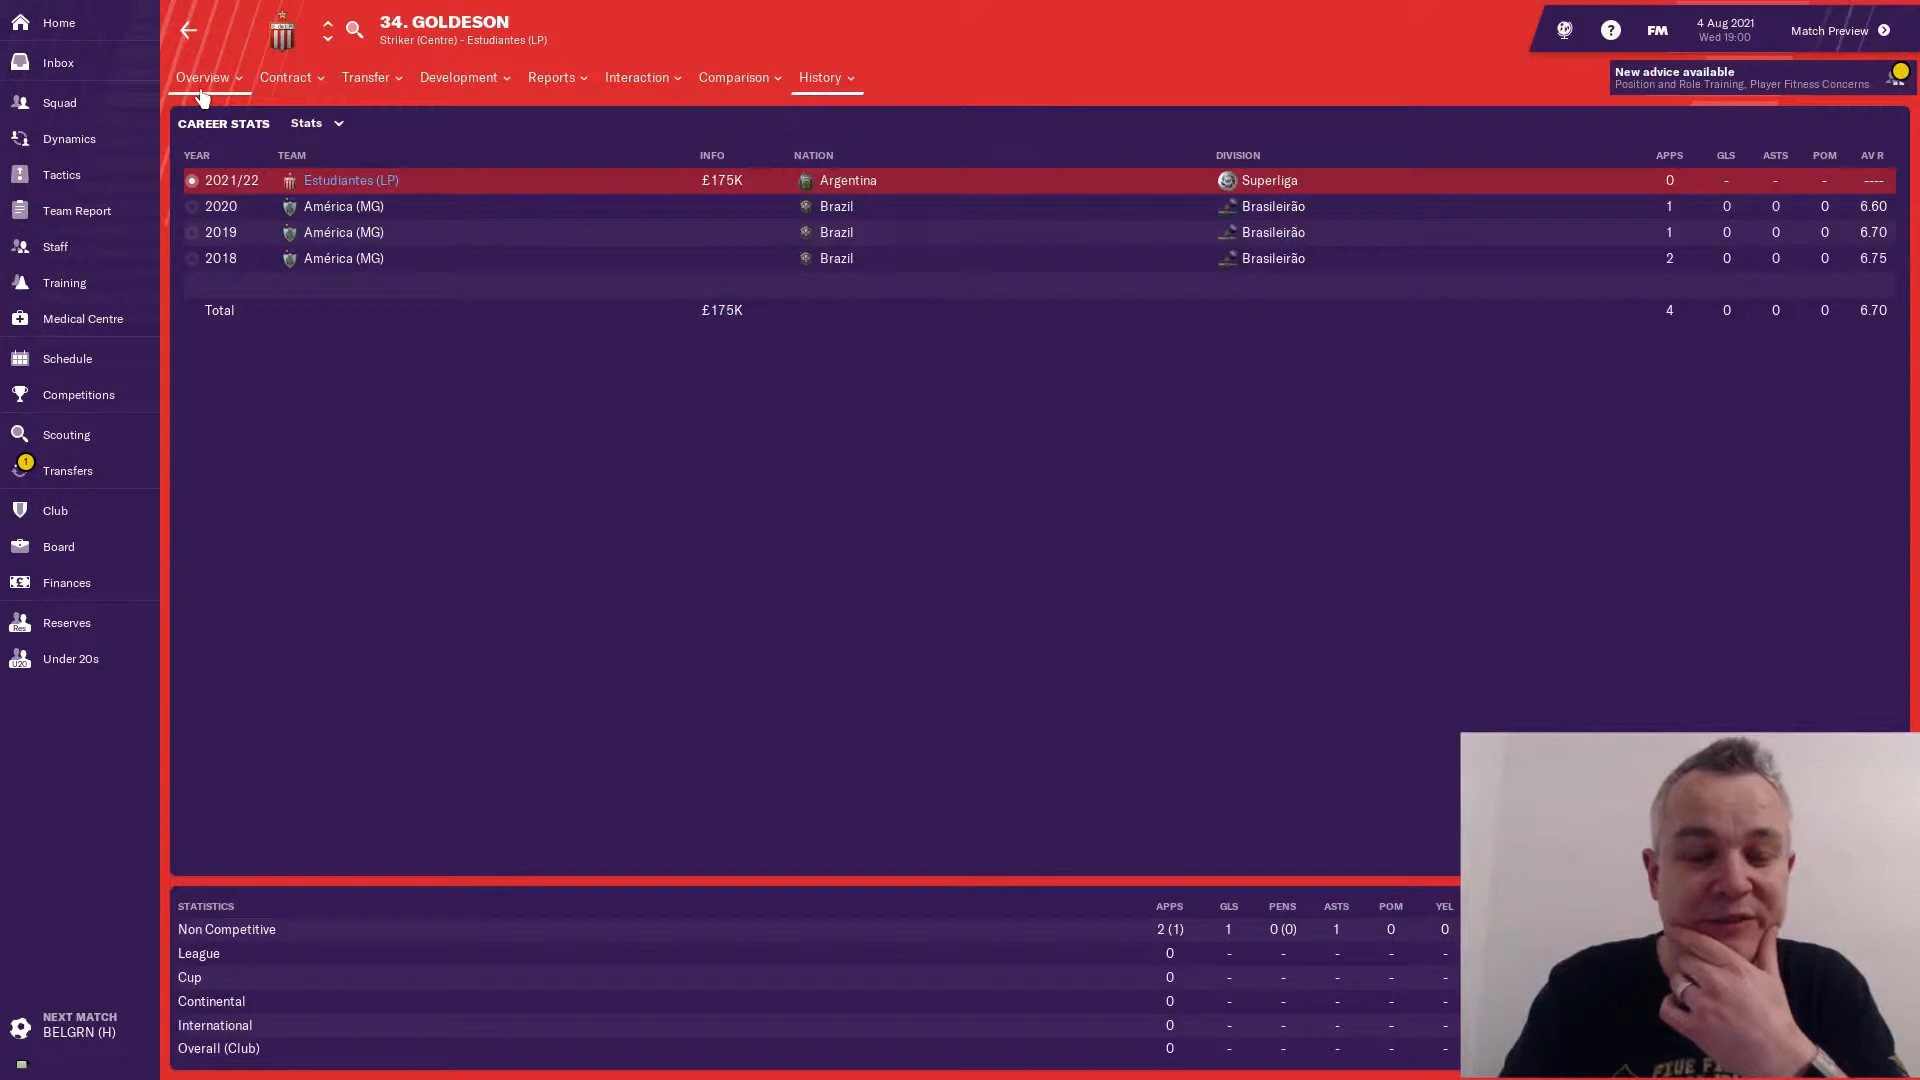 Home
Inbox
Squad
Dynamics
Tactics
Team Report
Staff
Training
Medical Centre
Schedule
Competitions
Scouting
1
Transfers
Club
Board
Finances
Res
Reserves
U20
Under 20s
NEXT MATCH
BELGRN (H)
34. GOLDESON
Striker (Centre) - Estudiantes (LP)
Overview Contract Transfer Development Reports Interaction Comparison History
? FM 4 Aug 2021 Wed 19:00 Match Preview
New advice available
Position and Role Training, Player Fitness Concerns
CAREER STATS Stats
YEAR TEAM INFO NATION DIVISION APPS GLS ASTS POM AV R
2021/22 Estudiantes (LP) £175K Argentina Superliga 0 - - - ----
2020 América (MG) Brazil Brasileirão 1 0 0 0 6.60
2019 América (MG) Brazil Brasileirão 1 0 0 0 6.70
2018 América (MG) Brazil Brasileirão 2 0 0 0 6.75
Total £175K 4 0 0 0 6.70
STATISTICS APPS GLS PENS ASTS POM YEL
Non Competitive 2 (1) 1 0 (0) 1 0 0
League 0 - - - - -
Cup 0 - - - - -
Continental 0 - - - - -
International 0 - - - - -
Overall (Club) 0 - - - - -